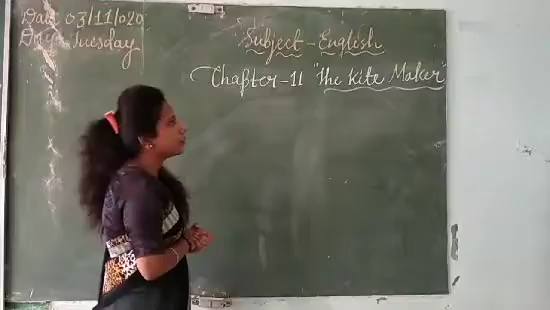 Date 03/11/020
Day - Tuesday
Subject - English
Chapter-11 "The Kite Maker"